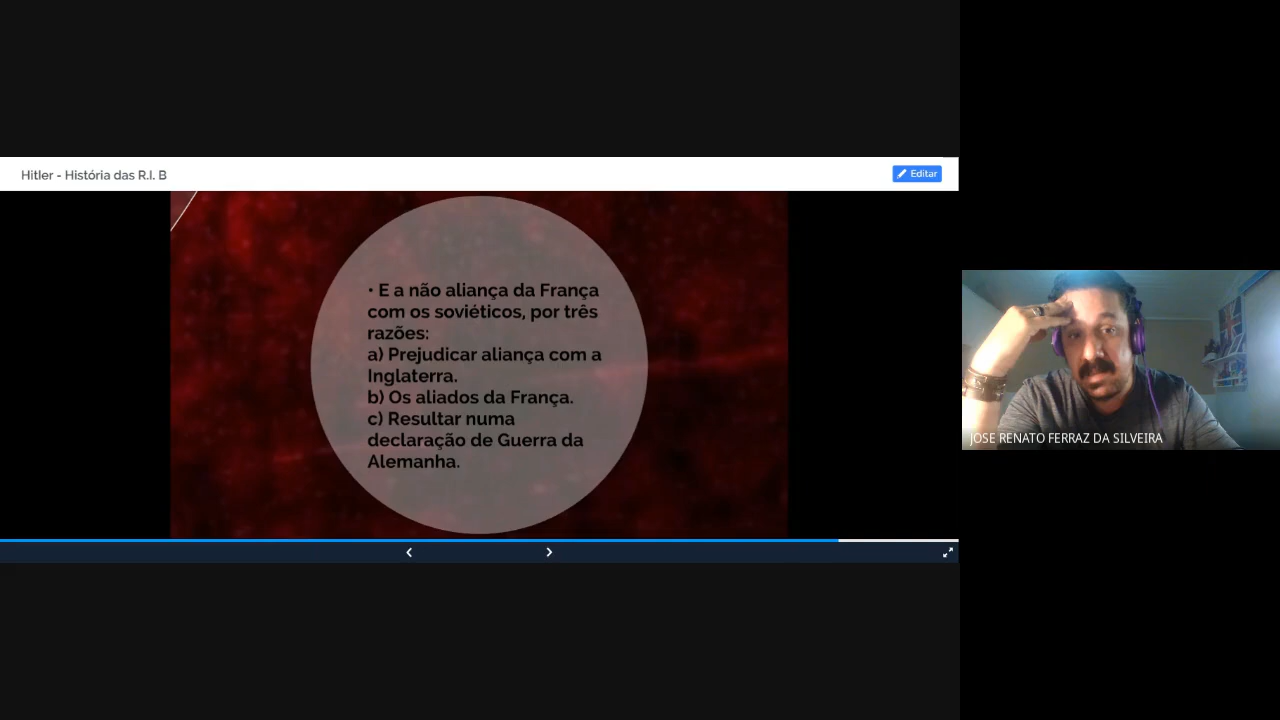 Hitler - História das R.I. B
Editar
• E a não aliança da França
com os soviéticos, por três
razões:
a) Prejudicar aliança com a
Inglaterra.
b) Os aliados da França.
c) Resultar numa
declaração de Guerra da
Alemanha.
JOSE RENATO FERRAZ DA SILVEIRA